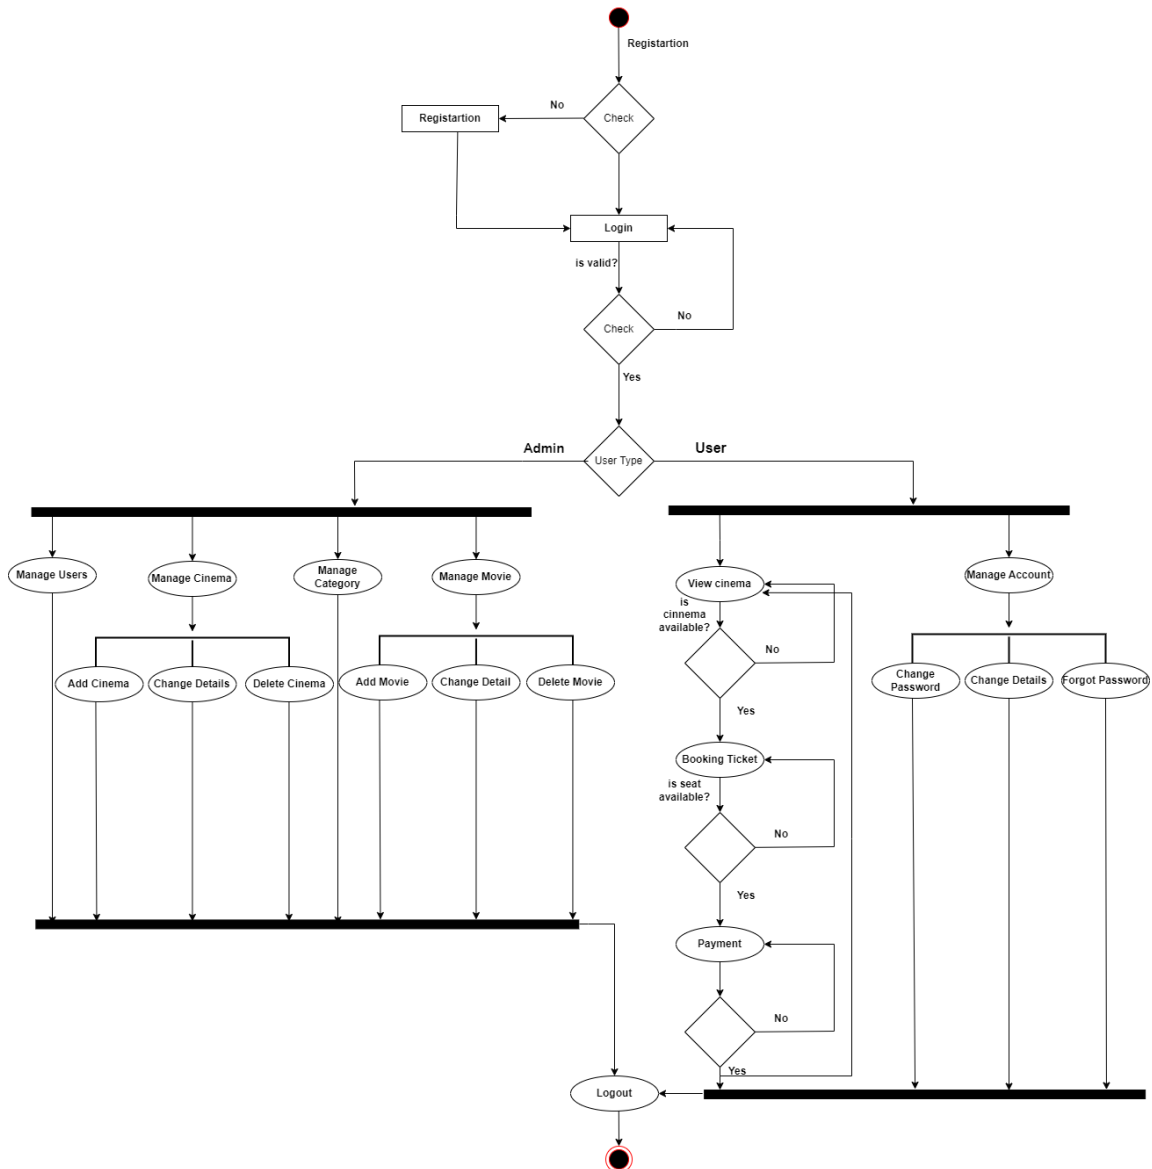 Registartion
No
Registartion
Check
Login
is valid?
Check
No
Yes
Admin
User
User Type
Manage Users
Manage Cinema
Manage
Category
Manage Movie
View cinema
Manage Account
is
cinnema
available?
No
Add Cinema
Change Details
Delete Cinema
Add Movie
Change Detail
Delete Movie
Change
Password
Change Details
Forgot Password
Yes
Booking Ticket
is seat
available?
No
Yes
Payment
No
Yes
Logout